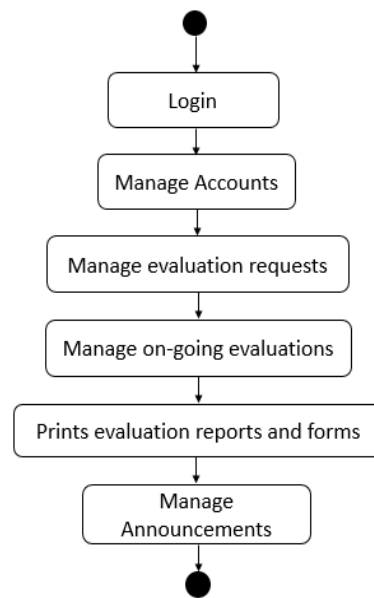 Login
Manage Accounts
Manage evaluation requests
Manage on-going evaluations
Prints evaluation reports and forms
Manage
Announcements